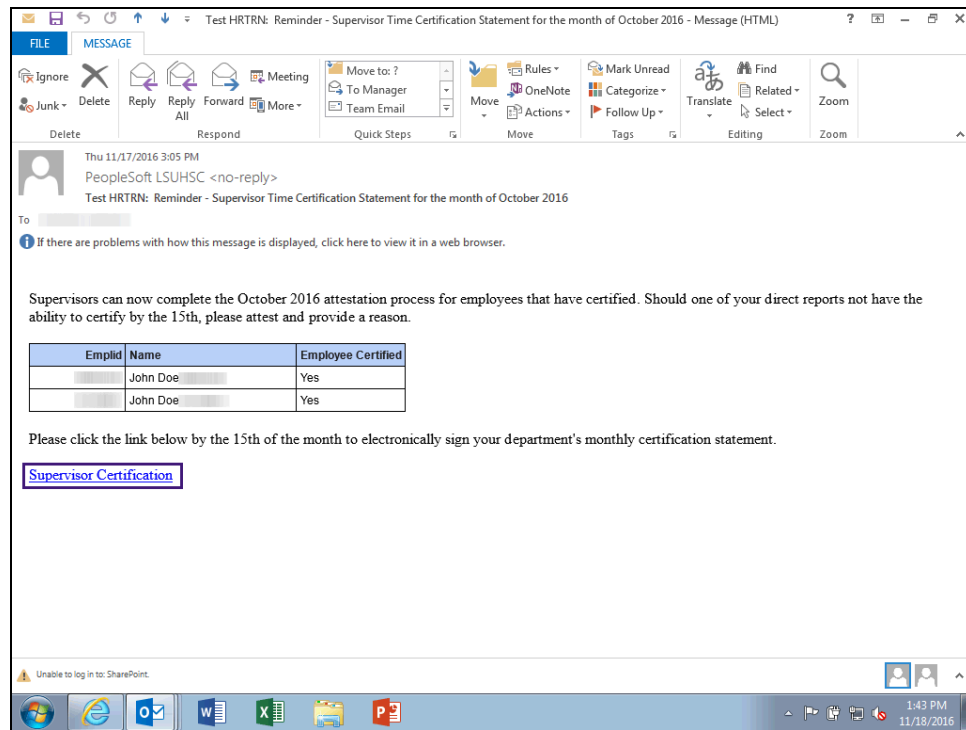 Test HRTRN:  Reminder - Supervisor Time Certification Statement for the month of October 2016 - Message (HTML)
FILE MESSAGE
Ignore
Junk
Delete
Reply
Reply All
Forward
Meeting
More
Move to: ?
To Manager
Team Email
Move
Rules
OneNote
Actions
Mark Unread
Categorize
Follow Up
Translate
Find
Related
Select
Zoom
Delete Respond Quick Steps Move Tags Editing Zoom
Thu 11/17/2016 3:05 PM
PeopleSoft LSUHSC <no-reply>
Test HRTRN:  Reminder - Supervisor Time Certification Statement for the month of October 2016
To
If there are problems with how this message is displayed, click here to view it in a web browser.
Supervisors can now complete the October 2016 attestation process for employees that have certified. Should one of your direct reports not have the
ability to certify by the 15th, please attest and provide a reason.
Emplid Name Employee Certified
John Doe Yes
John Doe Yes
Please click the link below by the 15th of the month to electronically sign your department's monthly certification statement.
Supervisor Certification
Unable to log in to: SharePoint.
1:43 PM
11/18/2016